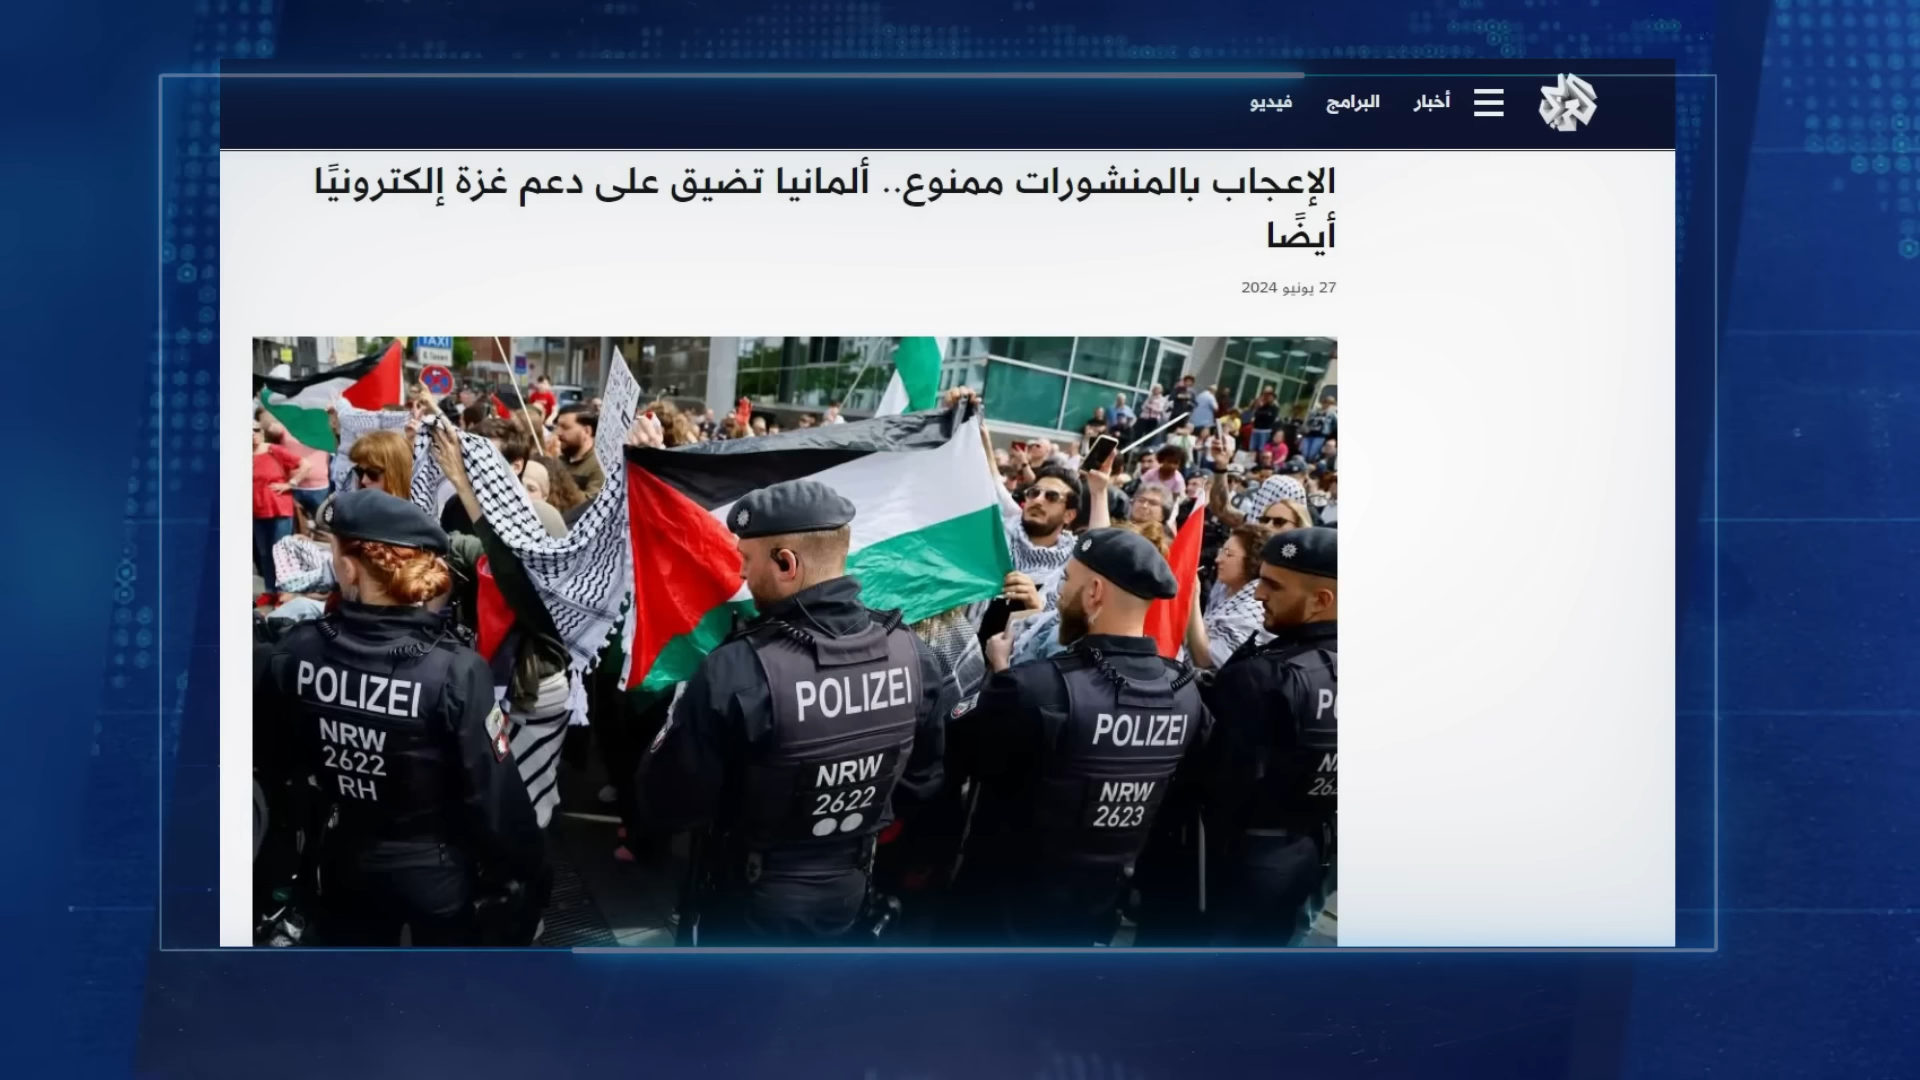 أخبار البرامج فيديو
الإعجاب بالمنشورات ممنوع.. ألمانيا تضيق على دعم غزة إلكترونيًا
أيضًا
27 يونيو 2024
TAXI
POLIZEI
NRW
2622
RH
POLIZEI
NRW
2622
POLIZEI
NRW
2623